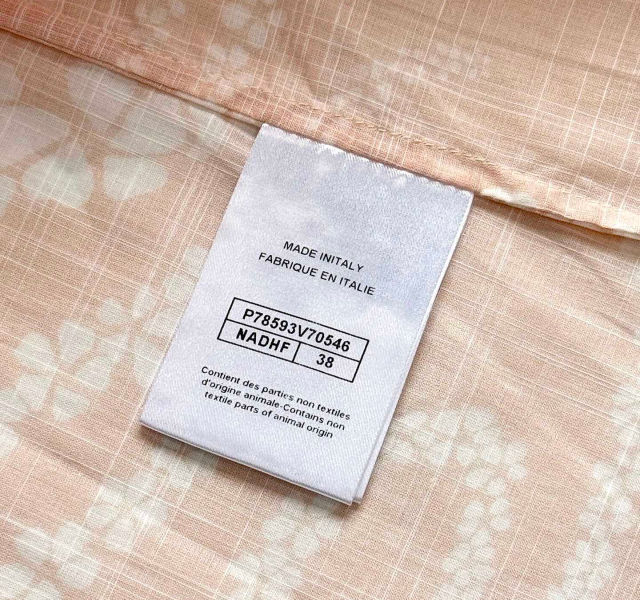 MADE INITALY
FABRIQUE EN ITALIE
P78593V70546
NADHF 38
Contient des parties non textiles
d'origine animale-Contains non
textile parts of animal origin